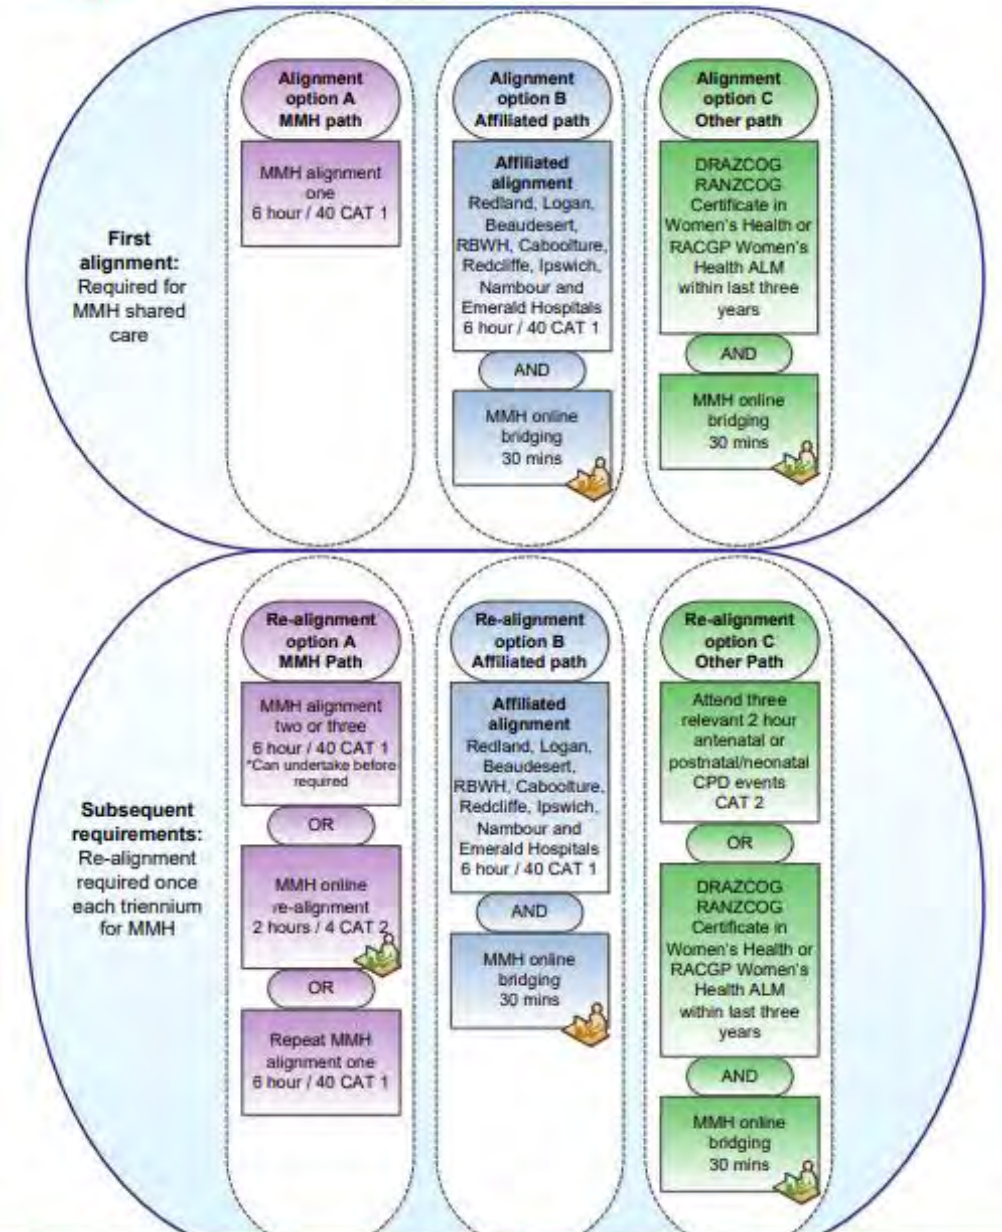 First
alignment:
Required for
MMH shared
care
Alignment
option A
MMH path
MMH alignment
one
6 hour / 40 CAT 1
Alignment
option B
Affiliated path
Affiliated
alignment
Redland, Logan,
Beaudesert,
RBWH, Caboolture,
Redcliffe, Ipswich,
Nambour and
Emerald Hospitals
6 hour / 40 CAT 1
AND
MMH online
bridging
30 mins
Alignment
option C
Other path
DRAZCOG
RANZCOG
Certificate in
Women's Health or
RACGP Women's
Health ALM
within last three
years
AND
MMH online
bridging
30 mins
Subsequent
requirements:
Re-alignment
required once
each triennium
for MMH
Re-alignment
option A
MMH Path
MMH alignment
two or three
6 hour / 40 CAT 1
*Can undertake before
required
OR
MMH online
re-alignment
2 hours / 4 CAT 2
OR
Repeat MMH
alignment one
6 hour / 40 CAT 1
Re-alignment
option B
Affiliated path
Affiliated
alignment
Redland, Logan,
Beaudesert,
RBWH, Caboolture,
Redcliffe, Ipswich,
Nambour and
Emerald Hospitals
6 hour / 40 CAT 1
AND
MMH online
bridging
30 mins
Re-alignment
option C
Other Path
Attend three
relevant 2 hour
antenatal or
postnatal/neonatal
CPD events
CAT 2
OR
DRAZCOG
RANZCOG
Certificate in
Women's Health or
RACGP Women's
Health ALM
within last three
years
AND
MMH online
bridging
30 mins